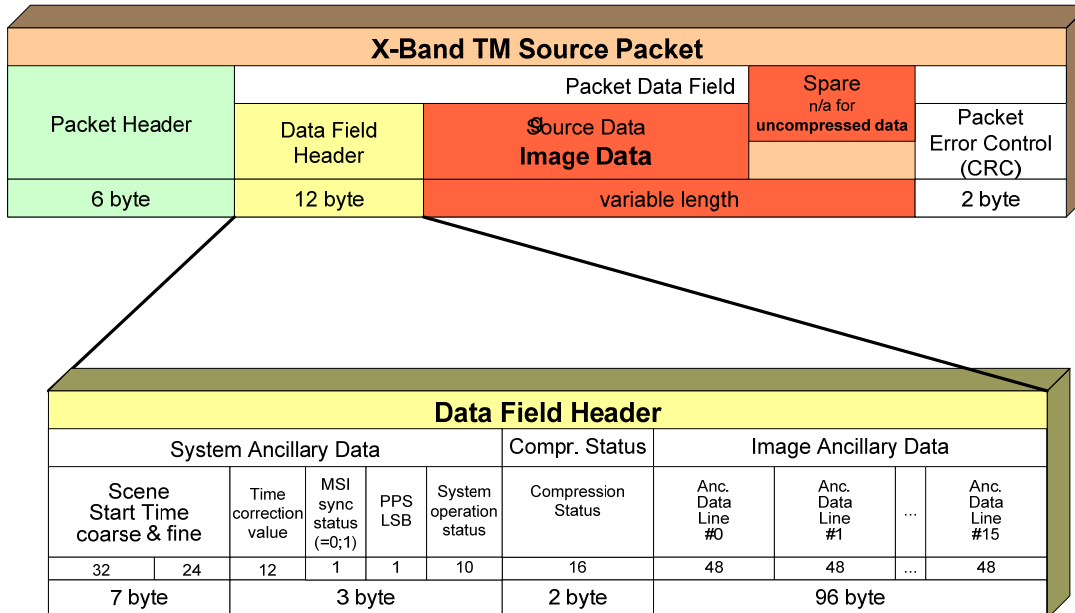 X-Band TM Source Packet
Packet Header
Packet Data Field
Data Field
Header
Source Data
Image Data
Spare
n/a for
uncompressed data
Packet
Error Control
(CRC)
6 byte
12 byte
variable length
2 byte
Data Field Header
System Ancillary Data
Compr. Status
Image Ancillary Data
Scene
Start Time
coarse & fine
Time
correction
value
MSI
sync
status
(=0;1)
PPS
LSB
System
operation
status
Compression
Status
Anc.
Data
Line
#0
Anc.
Data
Line
#1
...
Anc.
Data
Line
#15
32 24 12 1 1 10 16 48 48 ... 48
7 byte
3 byte
2 byte
96 byte